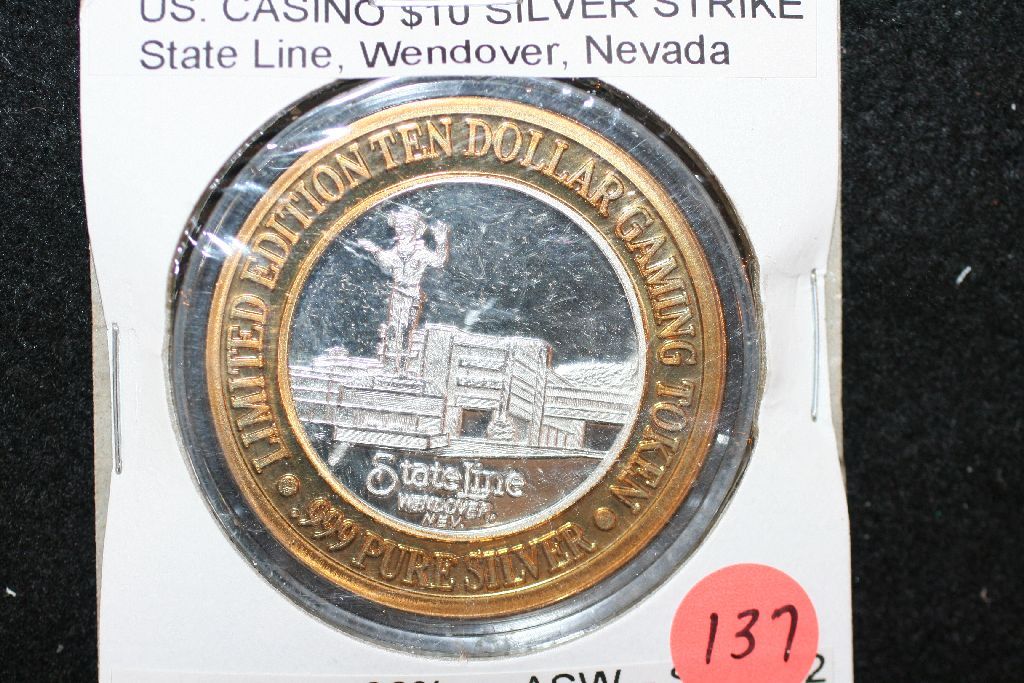 US. CASINO $10 SILVER STRIKE
State Line, Wendover, Nevada
LIMITED EDITION TEN DOLLAR GAMING TOKEN
.999 PURE SILVER
StateLine
WENDOVER
NEV.
137
ASW